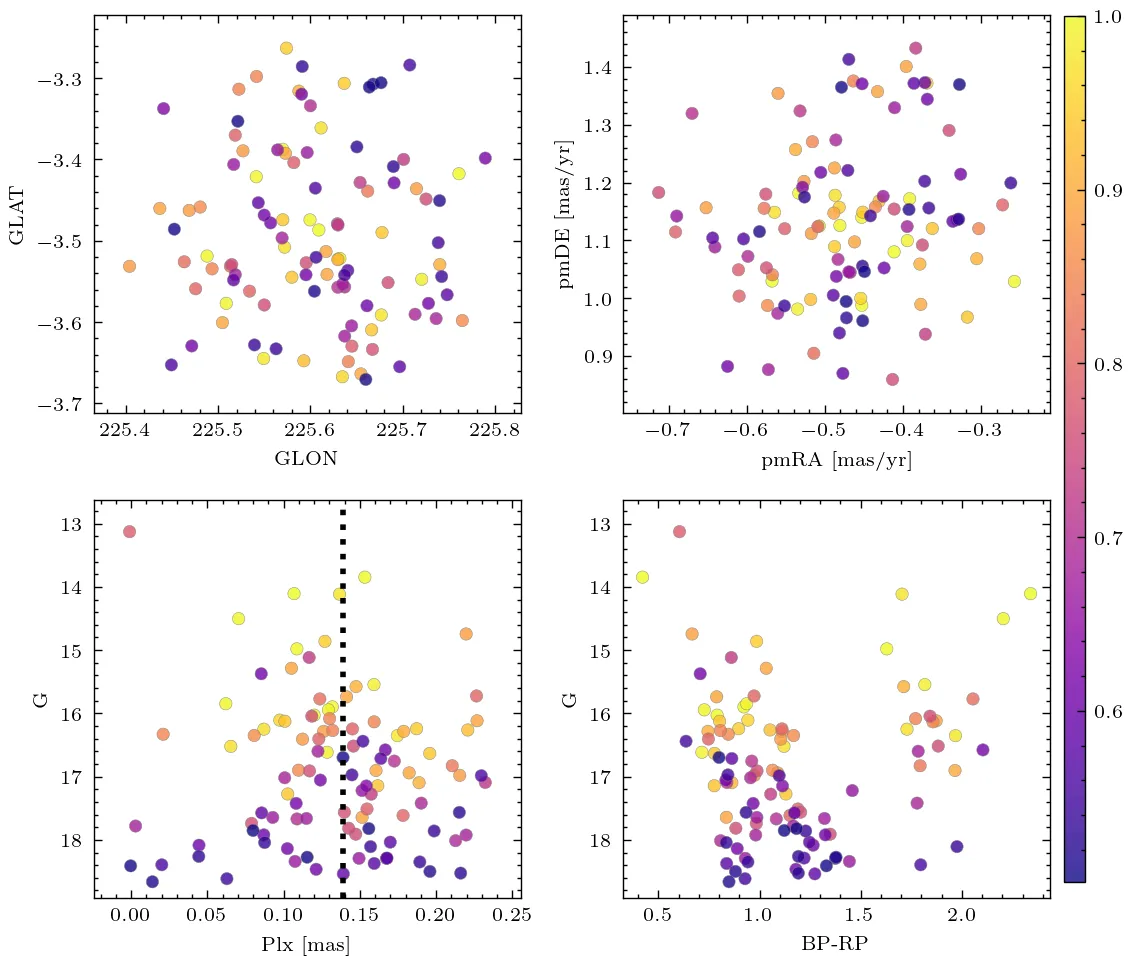 −3.3
−3.4
−3.5
−3.6
−3.7
GLAT
225.4 225.5 225.6 225.7 225.8
GLON
1.4
1.3
1.2
1.1
1.0
0.9
pmDE [mas/yr]
−0.7 −0.6 −0.5 −0.4 −0.3
pmRA [mas/yr]
1.0
0.9
0.8
0.7
0.6
13
14
15
16
17
18
G
0.00 0.05 0.10 0.15 0.20 0.25
Plx [mas]
13
14
15
16
17
18
G
0.5 1.0 1.5 2.0
BP-RP